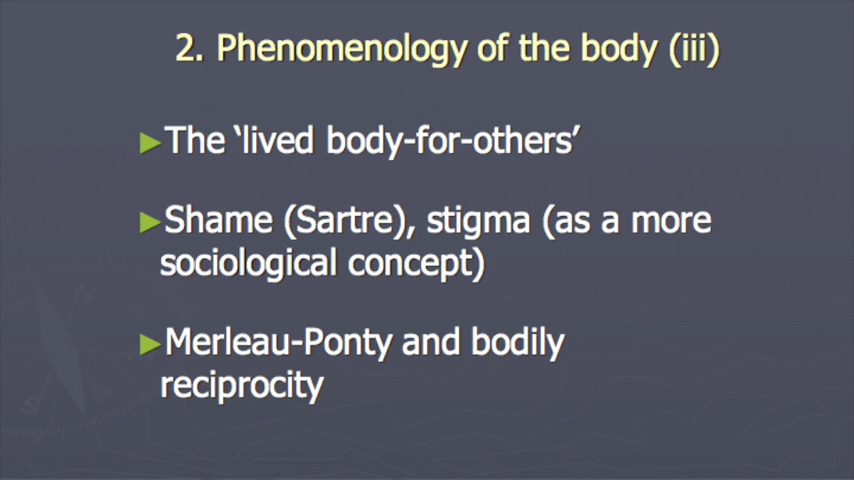 2. Phenomenology of the body (iii)
►The ‘lived body-for-others’
►Shame (Sartre), stigma (as a more
sociological concept)
►Merleau-Ponty and bodily
reciprocity
N
S